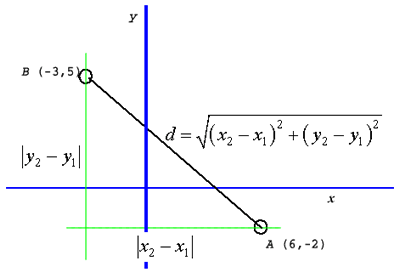 Y
B (-3,5)
d = √((x₂ − x₁)² + (y₂ − y₁)²)
|y₂ − y₁|
x
|x₂ − x₁|
A (6,-2)